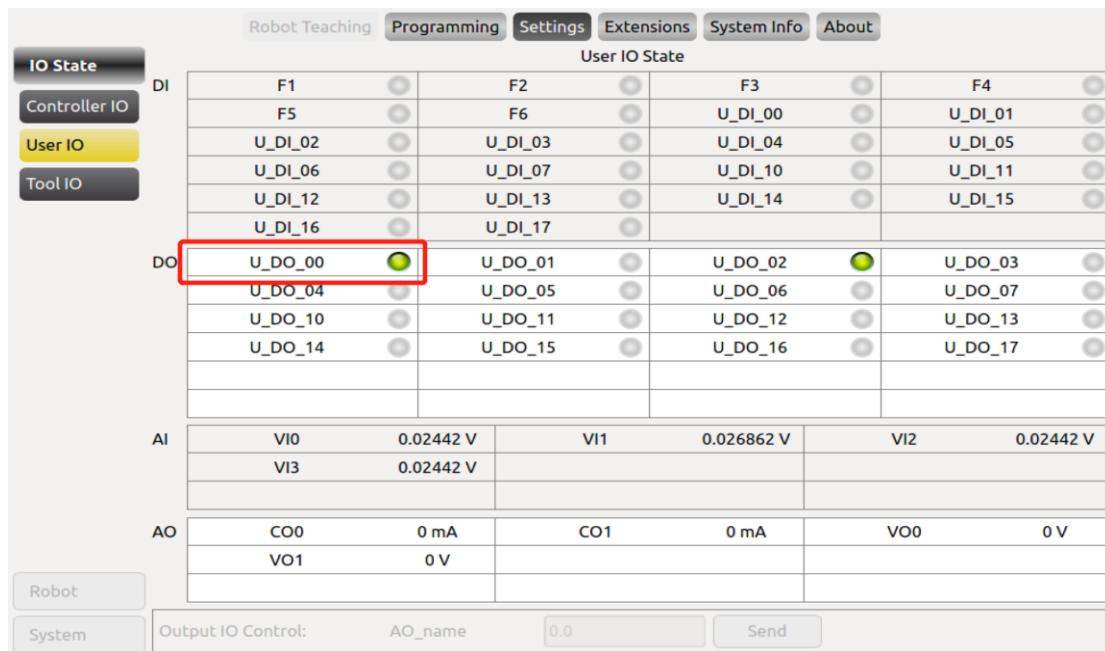 Robot Teaching Programming Settings Extensions System Info About
User IO State
IO State
Controller IO
User IO
Tool IO
DI F1 F2 F3 F4
F5 F6 U_DI_00 U_DI_01
U_DI_02 U_DI_03 U_DI_04 U_DI_05
U_DI_06 U_DI_07 U_DI_10 U_DI_11
U_DI_12 U_DI_13 U_DI_14 U_DI_15
U_DI_16 U_DI_17
DO U_DO_00 U_DO_01 U_DO_02 U_DO_03
U_DO_04 U_DO_05 U_DO_06 U_DO_07
U_DO_10 U_DO_11 U_DO_12 U_DO_13
U_DO_14 U_DO_15 U_DO_16 U_DO_17
AI VI0 0.02442 V VI1 0.026862 V VI2 0.02442 V
VI3 0.02442 V
AO CO0 0 mA CO1 0 mA VO0 0 V
VO1 0 V
Robot
System
Output IO Control: AO_name 0.0 Send